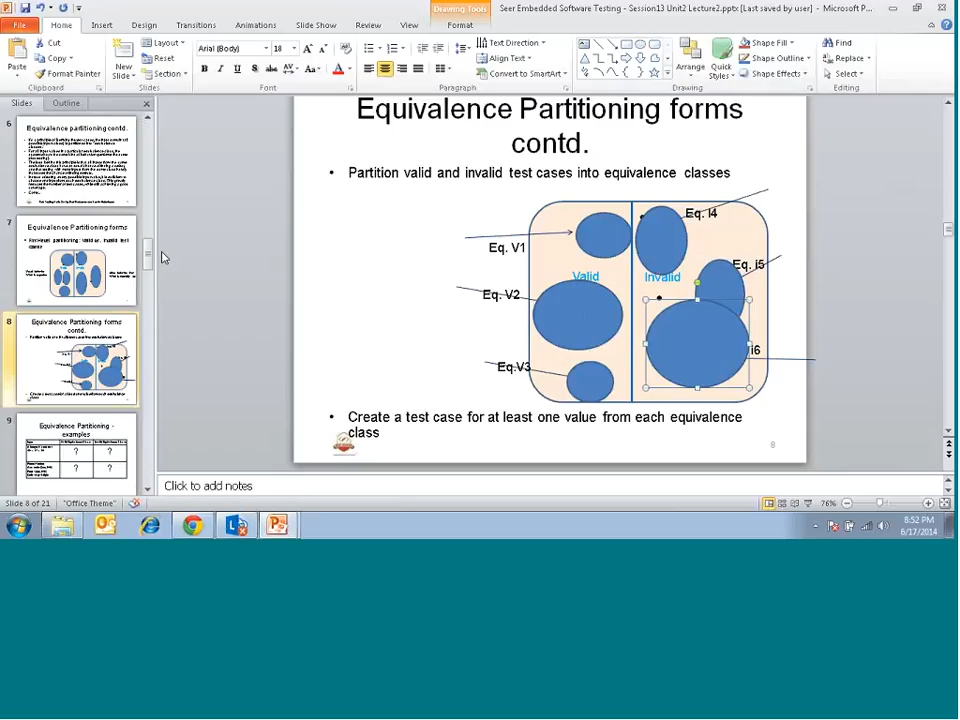 Drawing Tools
Seer Embedded Software Testing - Session13 Unit2 Lecture2.pptx [Last saved by user] - Microsoft P...
File Home Insert Design Transitions Animations Slide Show Review View Format
Cut
Copy
Format Painter
Paste
Clipboard
New
Slide
Layout
Reset
Section
Slides
Arial (Body) 18
B I U S abc AV Aa A
Font
Paragraph
Text Direction
Align Text
Convert to SmartArt
Arrange
Quick
Styles
Shape Fill
Shape Outline
Shape Effects
Drawing
Find
Replace
Select
Editing
Slides Outline
6
Equivalence partitioning contd.
7
Equivalence Partitioning forms
8
Equivalence Partitioning forms
contd.
9
Equivalence Partitioning -
examples
? ?
? ?
Equivalence Partitioning forms
contd.
• Partition valid and invalid test cases into equivalence classes
Eq. I4
Eq. V1
Eq. I5
Valid
Invalid
Eq. V2
i6
Eq.V3
• Create a test case for at least one value from each equivalence
class
8
Click to add notes
Slide 8 of 21
"Office Theme"
76%
8:52 PM
6/17/2014